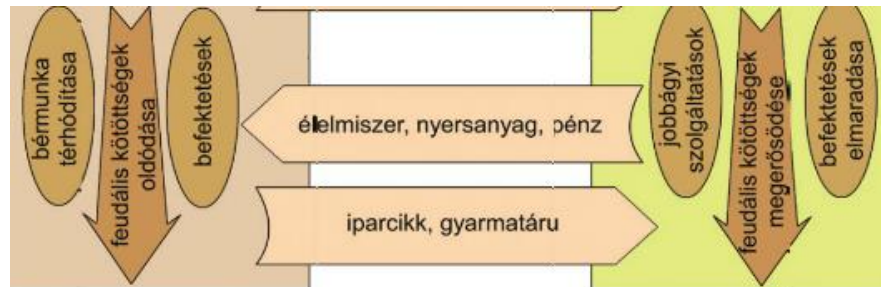 bérmunka
térhódítása
feudális kötöttségek
oldódása
befektetések
élelmiszer, nyersanyag, pénz
iparcikk, gyarmatáru
jobbágyi
szolgáltatások
feudális kötöttségek
megerősödése
befektetések
elmaradása